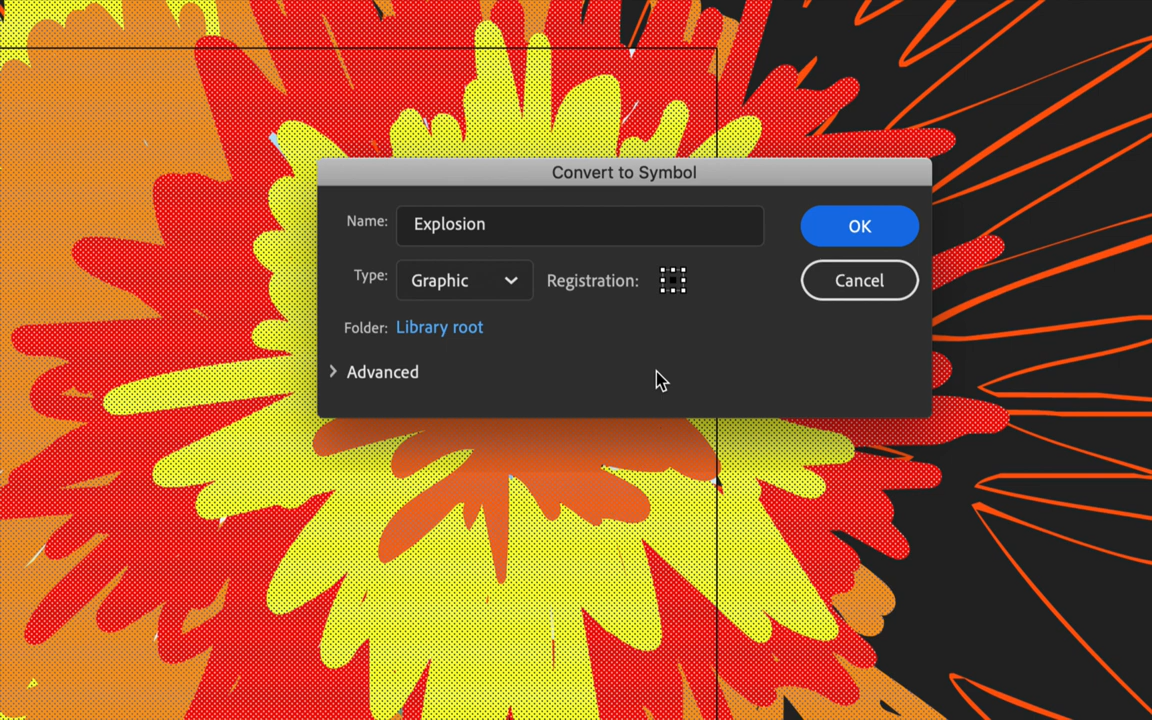 Convert to Symbol
Name: Explosion
OK
Type: Graphic Registration:
Cancel
Folder: Library root
Advanced